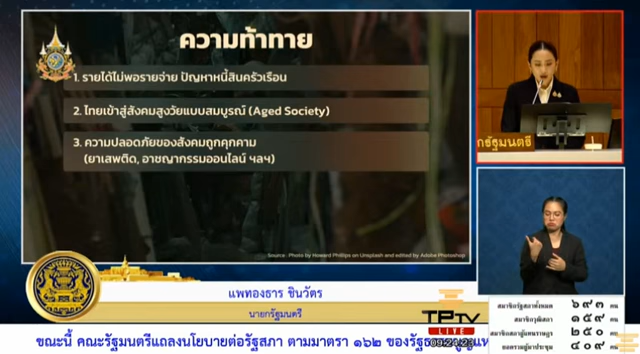 ความท้าทาย
1. รายได้ไม่พอรายจ่าย ปัญหาหนี้สินครัวเรือน
2. ไทยเข้าสู่สังคมสูงวัยแบบสมบูรณ์ (Aged Society)
3. ความปลอดภัยของสังคมถูกคุกคาม
(ยาเสพติด, อาชญากรรมออนไลน์ ฯลฯ)
Source : Photo by Howard Phillips on Unsplash and edited by Adobe Photoshop
กรัฐมนตรี
แพทองธาร ชินวัตร
นายกรัฐมนตรี
TPTV
LIVE
สมาชิกรัฐสภาทั้งหมด ๖๙๓ คน
สมาชิกวุฒิสภา ๑๕๙ คน
สมาชิกสภาผู้แทนราษฎร ๒๕๐ คน
ยอดรวมผู้มาประชุม ๔๐๙ คน
ขณะนี้ คณะรัฐมนตรีแถลงนโยบายต่อรัฐสภา ตามมาตรา ๑๖๒ ของรัฐธรรมนูญแห